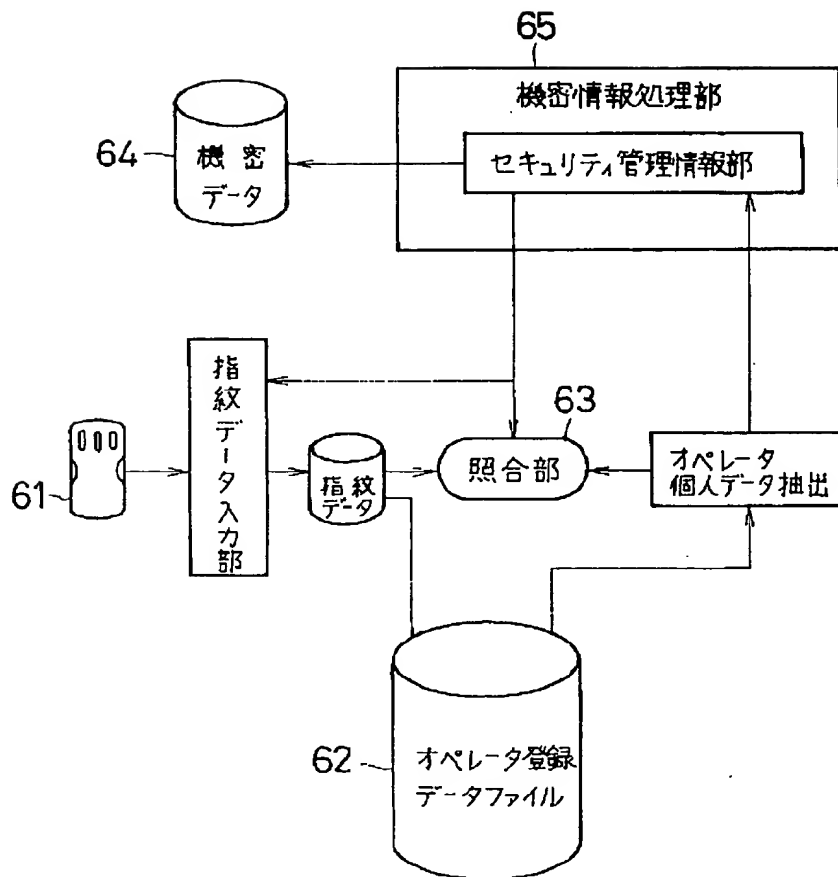 65
機密情報処理部
セキュリティ管理情報部
64
機密
データ
指紋データ入力部
61
指紋
データ
63
照合部
オペレータ
個人データ抽出
62
オペレータ登録
データファイル